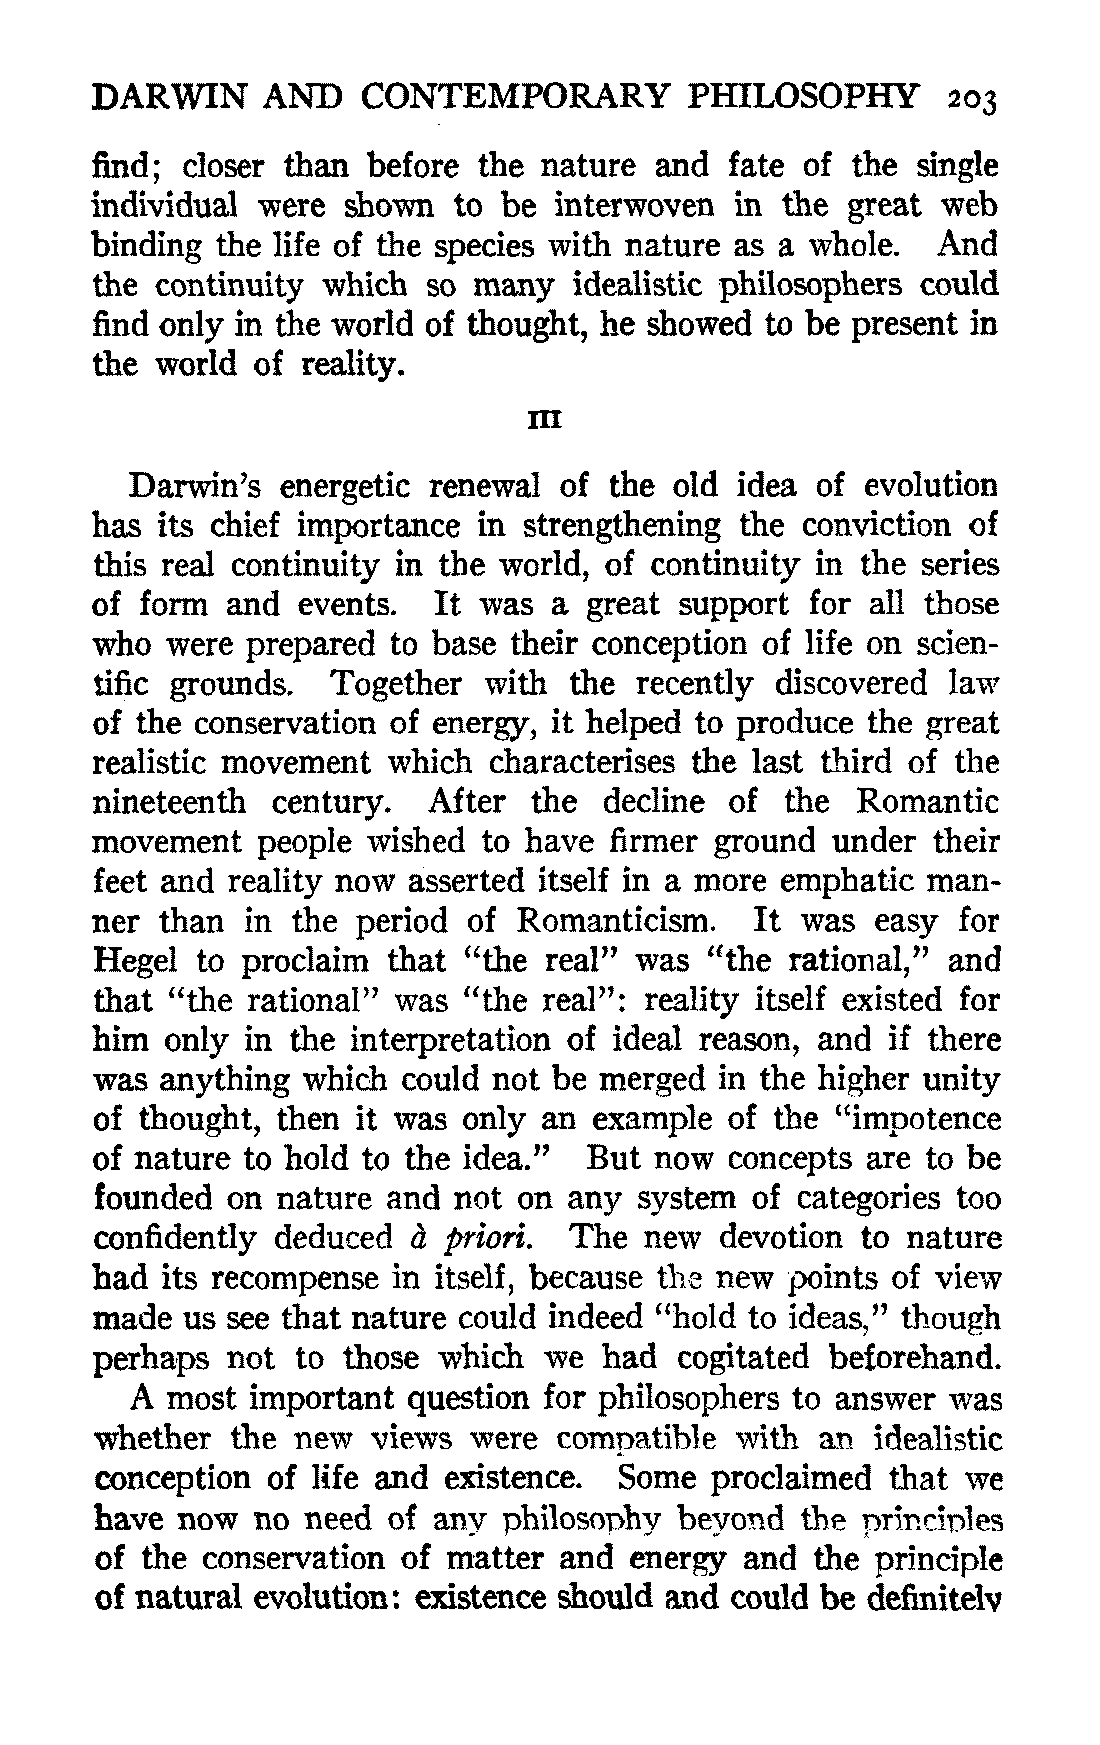 DARWIN AND CONTEMPORARY PHILOSOPHY 203
find; closer than before the nature and fate of the single
individual were shown to be interwoven in the great web
binding the life of the species with nature as a whole. And
the continuity which so many idealistic philosophers could
find only in the world of thought, he showed to be present in
the world of reality.
III
Darwin's energetic renewal of the old idea of evolution
has its chief importance in strengthening the conviction of
this real continuity in the world, of continuity in the series
of form and events. It was a great support for all those
who were prepared to base their conception of life on scien-
tific grounds. Together with the recently discovered law
of the conservation of energy, it helped to produce the great
realistic movement which characterises the last third of the
nineteenth century. After the decline of the Romantic
movement people wished to have firmer ground under their
feet and reality now asserted itself in a more emphatic man-
ner than in the period of Romanticism. It was easy for
Hegel to proclaim that “the real” was “the rational,” and
that “the rational” was “the real”: reality itself existed for
him only in the interpretation of ideal reason, and if there
was anything which could not be merged in the higher unity
of thought, then it was only an example of the “impotence
of nature to hold to the idea.” But now concepts are to be
founded on nature and not on any system of categories too
confidently deduced à priori. The new devotion to nature
had its recompense in itself, because the new points of view
made us see that nature could indeed “hold to ideas,” though
perhaps not to those which we had cogitated beforehand.
A most important question for philosophers to answer was
whether the new views were compatible with an idealistic
conception of life and existence. Some proclaimed that we
have now no need of any philosophy beyond the principles
of the conservation of matter and energy and the principle
of natural evolution: existence should and could be definitely